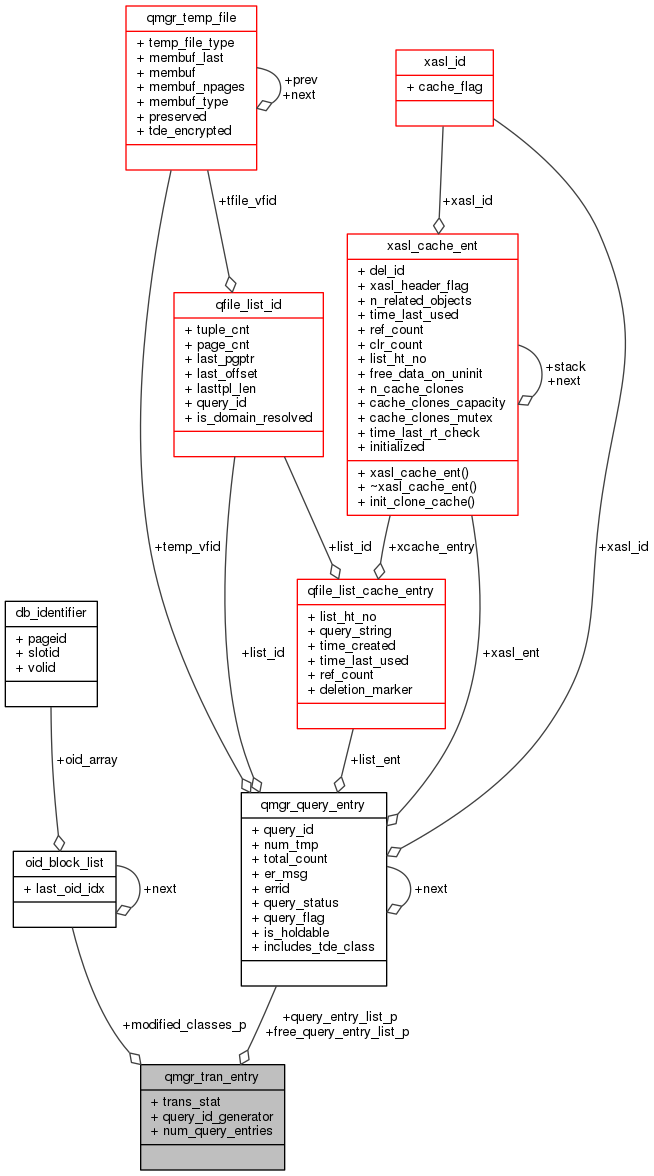 qmgr_temp_file
+ temp_file_type
+ membuf_last
+ membuf
+ membuf_npages
+ membuf_type
+ preserved
+ tde_encrypted
+prev
+next
xasl_id
+ cache_flag
+tfile_vfid
+xasl_id
xasl_cache_ent
+ del_id
+ xasl_header_flag
+ n_related_objects
+ time_last_used
+ ref_count
+ clr_count
+ list_ht_no
+ free_data_on_uninit
+ n_cache_clones
+ cache_clones_capacity
+ cache_clones_mutex
+ time_last_rt_check
+ initialized
+ xasl_cache_ent()
+ ~xasl_cache_ent()
+ init_clone_cache()
+stack
+next
qfile_list_id
+ tuple_cnt
+ page_cnt
+ last_pgptr
+ last_offset
+ lasttpl_len
+ query_id
+ is_domain_resolved
+temp_vfid
+list_id
+xcache_entry
+xasl_id
qfile_list_cache_entry
+ list_ht_no
+ query_string
+ time_created
+ time_last_used
+ ref_count
+ deletion_marker
db_identifier
+ pageid
+ slotid
+ volid
+list_id
+xasl_ent
+oid_array
+list_ent
qmgr_query_entry
+ query_id
+ num_tmp
+ total_count
+ er_msg
+ errid
+ query_status
+ query_flag
+ is_holdable
+ includes_tde_class
+next
oid_block_list
+ last_oid_idx
+next
+modified_classes_p
+query_entry_list_p
+free_query_entry_list_p
qmgr_tran_entry
+ trans_stat
+ query_id_generator
+ num_query_entries